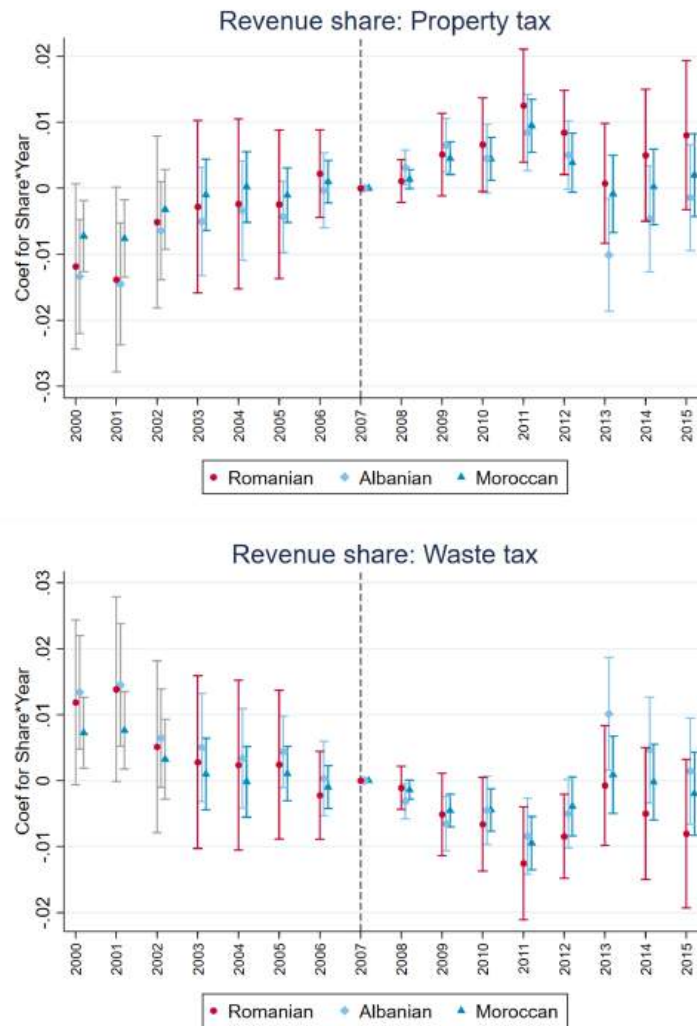 Revenue share: Property tax
Coef for Share*Year
.02
.01
0
-.01
-.02
-.03
2000 2001 2002 2003 2004 2005 2006 2007 2008 2009 2010 2011 2012 2013 2014 2015
Romanian Albanian Moroccan
Revenue share: Waste tax
Coef for Share*Year
.03
.02
.01
0
-.01
-.02
2000 2001 2002 2003 2004 2005 2006 2007 2008 2009 2010 2011 2012 2013 2014 2015
Romanian Albanian Moroccan